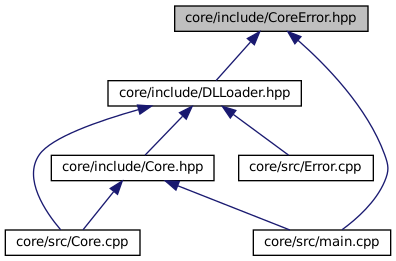 core/include/CoreError.hpp
core/include/DLLoader.hpp
core/include/Core.hpp
core/src/Error.cpp
core/src/Core.cpp
core/src/main.cpp